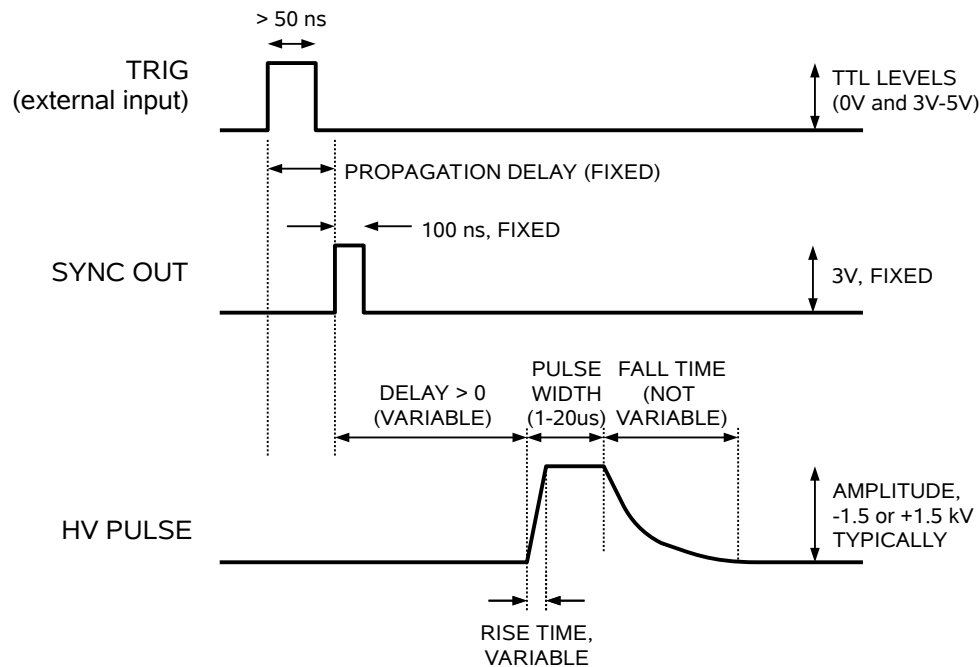 > 50 ns
TRIG
(external input)
TTL LEVELS
(0V and 3V-5V)
PROPAGATION DELAY (FIXED)
100 ns, FIXED
SYNC OUT
3V, FIXED
DELAY > 0
(VARIABLE)
PULSE
WIDTH
(1-20us)
FALL TIME
(NOT
VARIABLE)
HV PULSE
AMPLITUDE,
-1.5 or +1.5 kV
TYPICALLY
RISE TIME,
VARIABLE